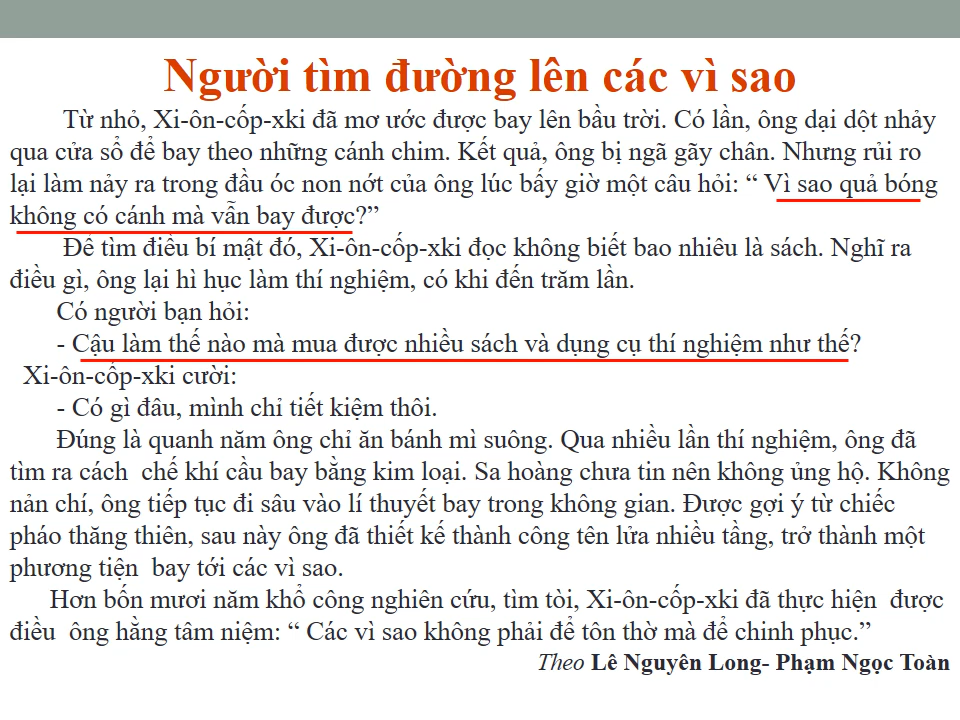 Người tìm đường lên các vì sao
Từ nhỏ, Xi-ôn-cốp-xki đã mơ ước được bay lên bầu trời. Có lần, ông dại dột nhảy
qua cửa sổ để bay theo những cánh chim. Kết quả, ông bị ngã gãy chân. Nhưng rủi ro
lại làm nảy ra trong đầu óc non nớt của ông lúc bấy giờ một câu hỏi: “ Vì sao quả bóng
không có cánh mà vẫn bay được?”
Để tìm điều bí mật đó, Xi-ôn-cốp-xki đọc không biết bao nhiêu là sách. Nghĩ ra
điều gì, ông lại hì hục làm thí nghiệm, có khi đến trăm lần.
Có người bạn hỏi:
- Cậu làm thế nào mà mua được nhiều sách và dụng cụ thí nghiệm như thế?
Xi-ôn-cốp-xki cười:
- Có gì đâu, mình chỉ tiết kiệm thôi.
Đúng là quanh năm ông chỉ ăn bánh mì suông. Qua nhiều lần thí nghiệm, ông đã
tìm ra cách  chế khí cầu bay bằng kim loại. Sa hoàng chưa tin nên không ủng hộ. Không
nản chí, ông tiếp tục đi sâu vào lí thuyết bay trong không gian. Được gợi ý từ chiếc
pháo thăng thiên, sau này ông đã thiết kế thành công tên lửa nhiều tầng, trở thành một
phương tiện  bay tới các vì sao.
Hơn bốn mươi năm khổ công nghiên cứu, tìm tòi, Xi-ôn-cốp-xki đã thực hiện  được
điều  ông hằng tâm niệm: “ Các vì sao không phải để tôn thờ mà để chinh phục.”
Theo Lê Nguyên Long- Phạm Ngọc Toàn